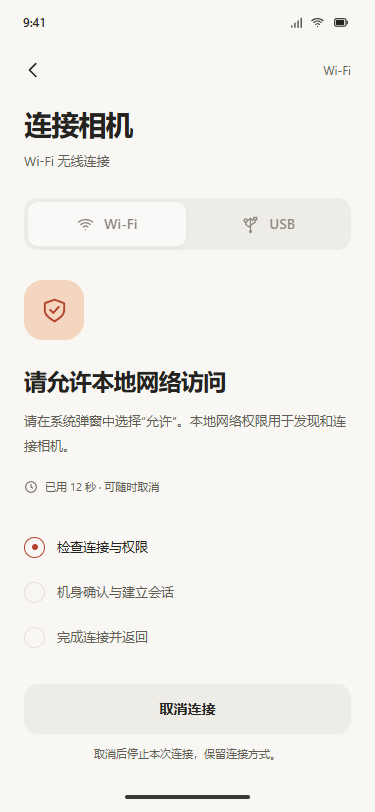 9:41
Wi-Fi
连接相机
Wi-Fi 无线连接
Wi-Fi
USB
请允许本地网络访问
请在系统弹窗中选择“允许”。本地网络权限用于发现和连
接相机。
已用 12 秒 · 可随时取消
检查连接与权限
机身确认与建立会话
完成连接并返回
取消连接
取消后停止本次连接，保留连接方式。